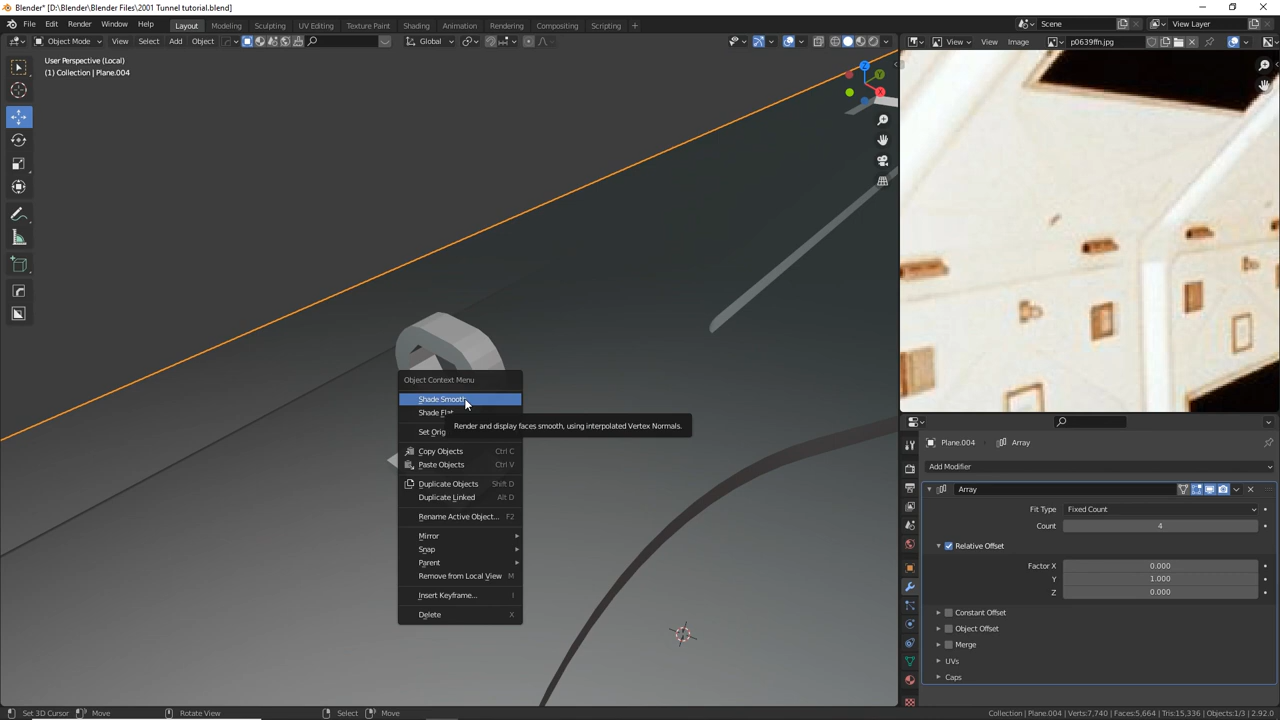 Blender* [D:\Blender\Blender Files\2001 Tunnel tutorial.blend]
File Edit Render Window Help Layout Modeling Sculpting UV Editing Texture Paint Shading Animation Rendering Compositing Scripting Scene View Layer
Object Mode View Select Add Object Global View View Image p0639ffn.jpg
User Perspective (Local)
(1) Collection | Plane.004
Z
Y
X
Object Context Menu
Shade Smooth
Shade Flat
Render and display faces smooth, using interpolated Vertex Normals.
Set Orig
Copy Objects Ctrl C
Paste Objects Ctrl V
Duplicate Objects Shift D
Duplicate Linked Alt D
Rename Active Object... F2
Mirror
Snap
Parent
Remove from Local View M
Insert Keyframe... I
Delete X
Plane.004 Array
Add Modifier
Array
Fit Type Fixed Count
Count 4
Relative Offset
Factor X 0.000
Y 1.000
Z 0.000
Constant Offset
Object Offset
Merge
UVs
Caps
Set 3D Cursor Move Rotate View Select Move Collection | Plane.004 | Verts:7,740 | Faces:5,664 | Tris:15,336 | Objects:1/3 | 2.92.0